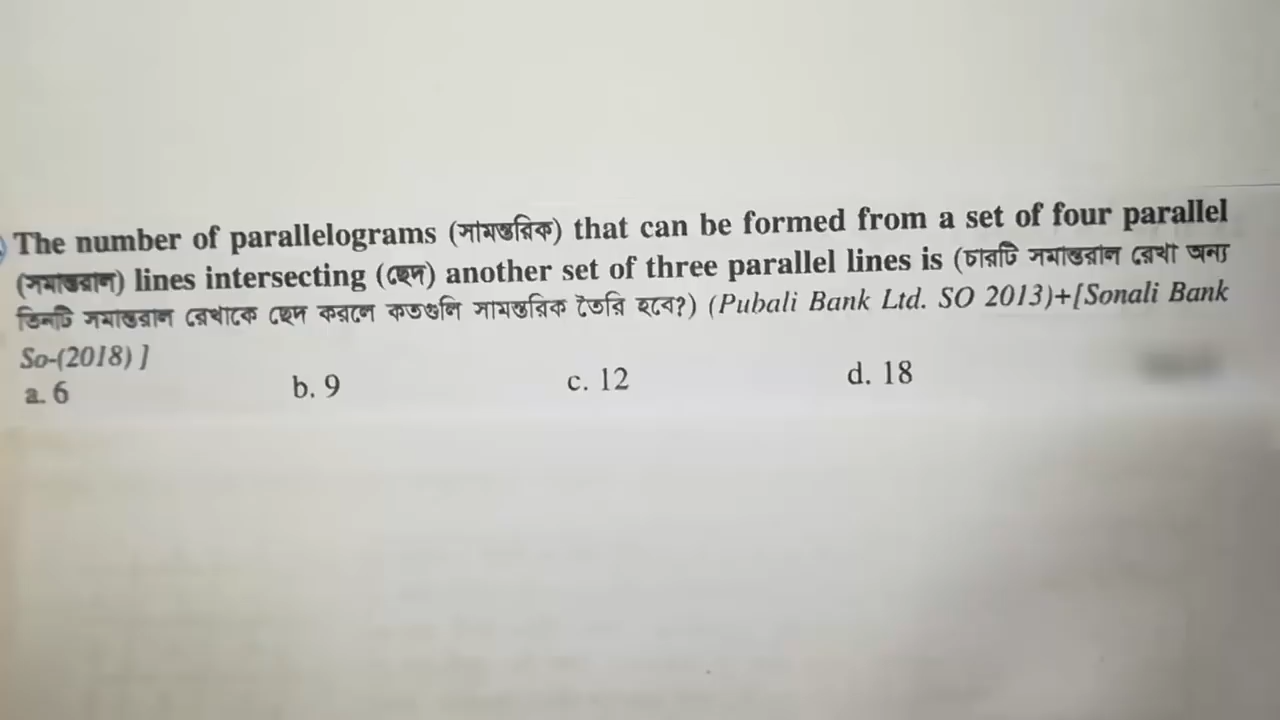 The number of parallelograms (সামন্তরিক) that can be formed from a set of four parallel
(সমান্তরাল) lines intersecting (ছেদ) another set of three parallel lines is (চারটি সমান্তরাল রেখা অন্য
তিনটি সমান্তরাল রেখাকে ছেদ করলে কতগুলি সামন্তরিক তৈরি হবে?) (Pubali Bank Ltd. SO 2013)+[Sonali Bank
So-(2018) ]
a. 6 b. 9 c. 12 d. 18